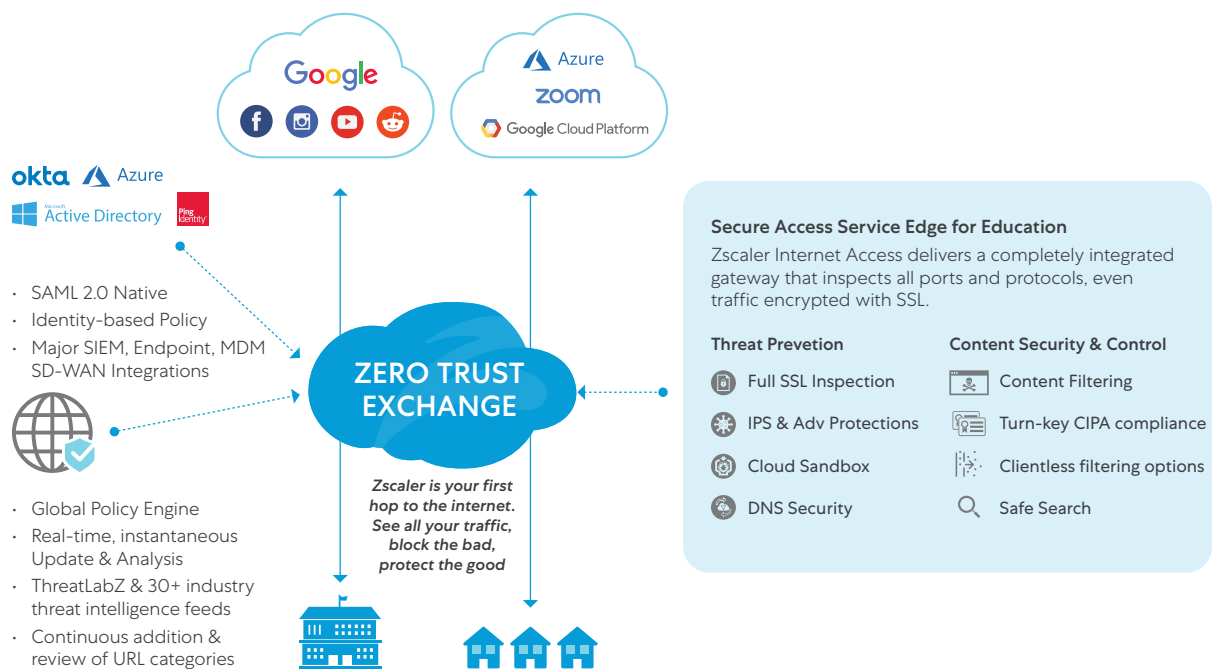 Google
Azure
zoom
Google Cloud Platform
okta
Azure
Microsoft
Active Directory
Ping
Identity
· SAML 2.0 Native
· Identity-based Policy
· Major SIEM, Endpoint, MDM
SD-WAN Integrations
· Global Policy Engine
· Real-time, instantaneous
Update & Analysis
· ThreatLabZ & 30+ industry
threat intelligence feeds
· Continuous addition &
review of URL categories
ZERO TRUST
EXCHANGE
Zscaler is your first
hop to the internet.
See all your traffic,
block the bad,
protect the good
Secure Access Service Edge for Education
Zscaler Internet Access delivers a completely integrated
gateway that inspects all ports and protocols, even
traffic encrypted with SSL.
Threat Prevetion
Full SSL Inspection
IPS & Adv Protections
Cloud Sandbox
DNS Security
Content Security & Control
Content Filtering
Turn-key CIPA compliance
Clientless filtering options
Safe Search